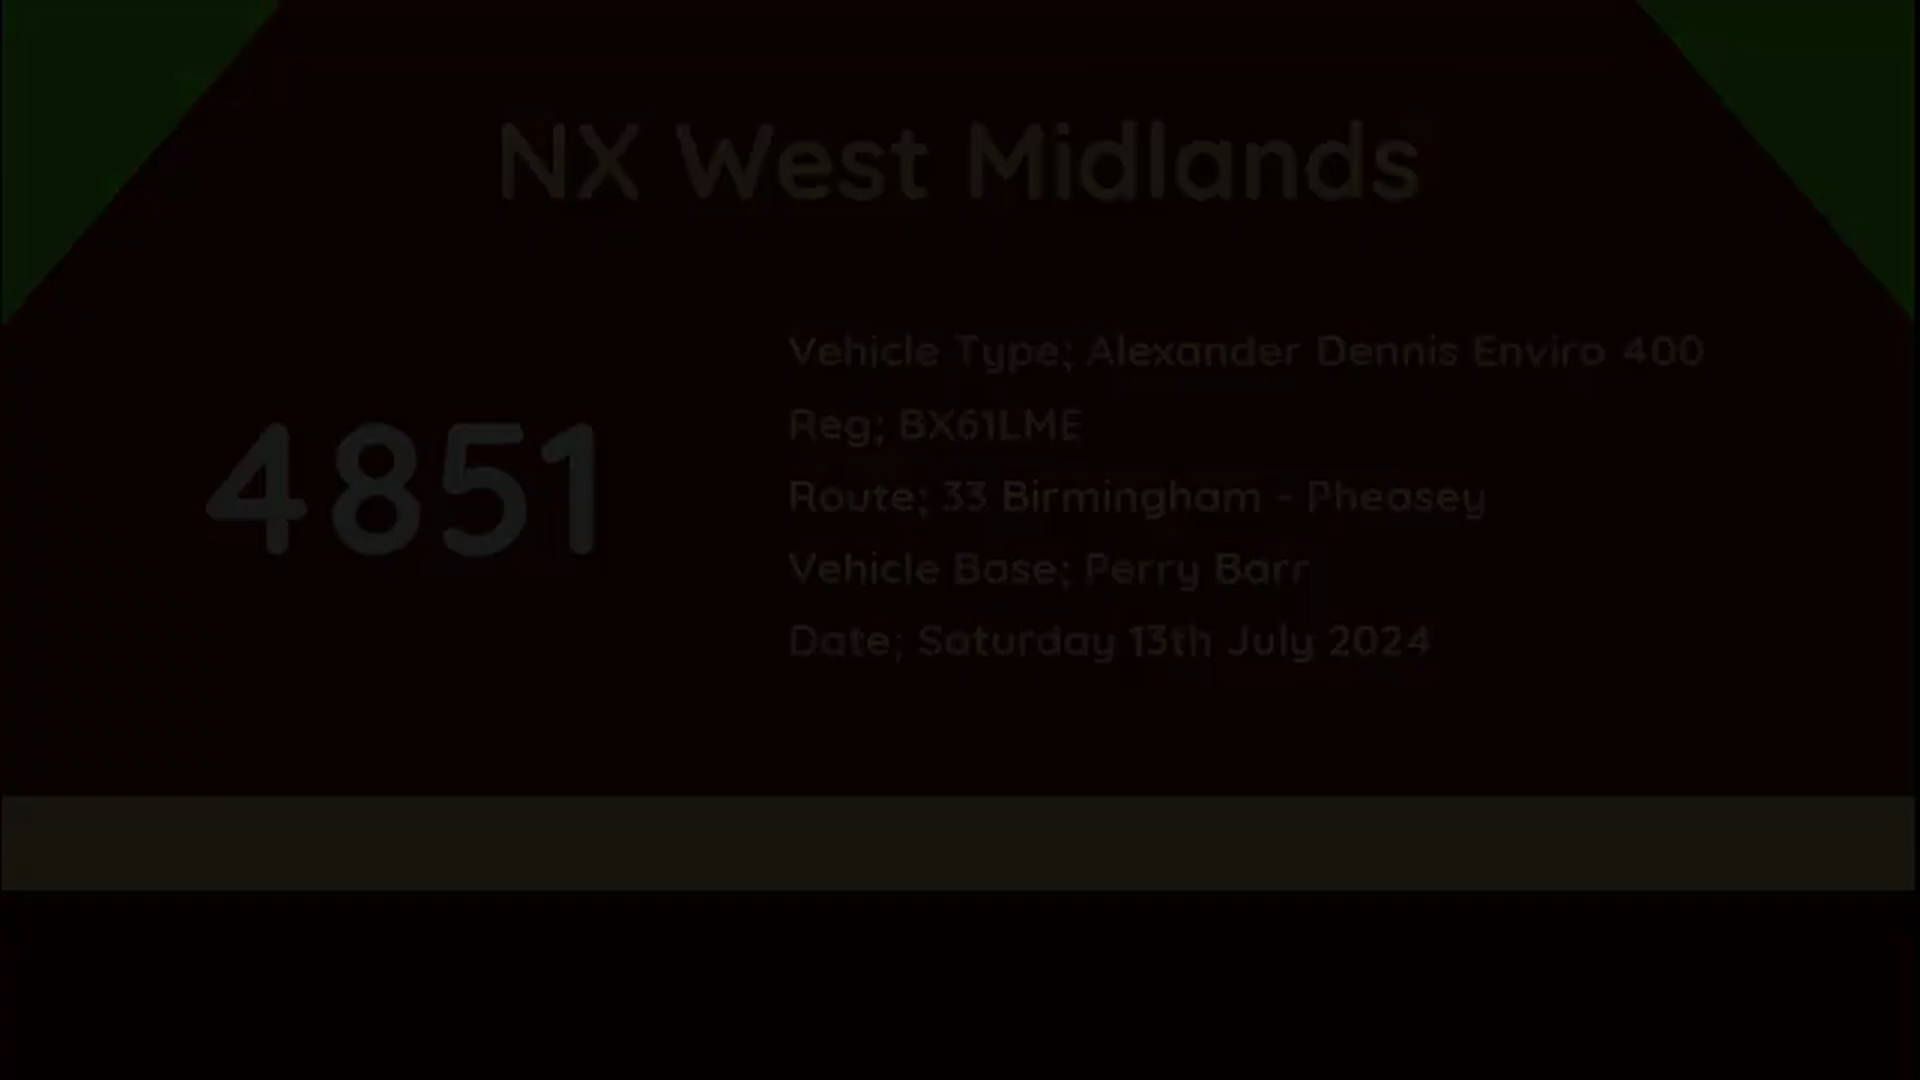 NX West Midlands
4851
Vehicle Type; Alexander Dennis Enviro 400
Reg; BX61LME
Route; 33 Birmingham - Pheasey
Vehicle Base; Perry Barr
Date; Saturday 13th July 2024